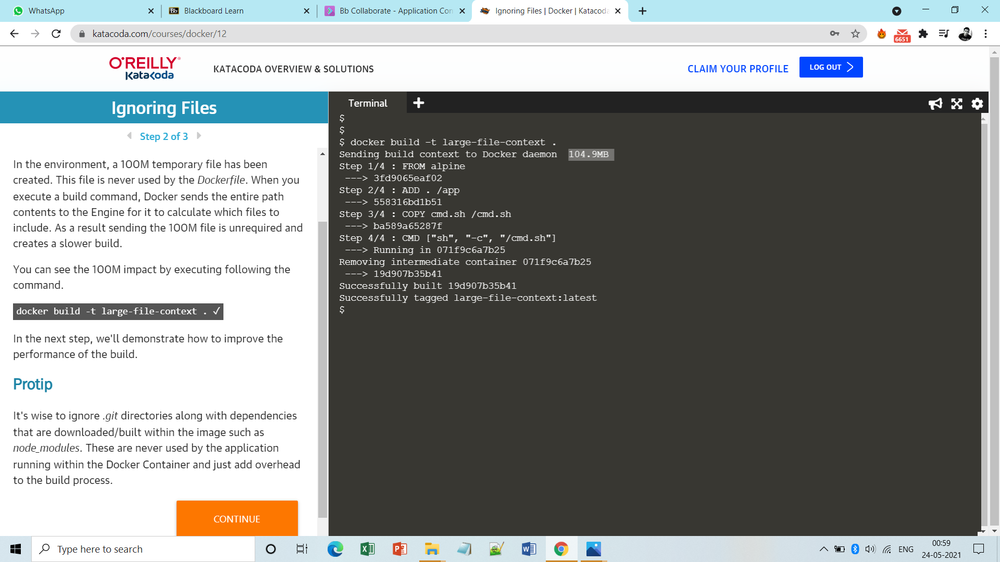 WhatsApp
Bb Blackboard Learn
Bb Collaborate - Application Con
Ignoring Files | Docker | Katacoda
katacoda.com/courses/docker/12
6651
O'REILLY®
Katacoda
KATACODA OVERVIEW & SOLUTIONS
CLAIM YOUR PROFILE
LOG OUT
Ignoring Files
Step 2 of 3
In the environment, a 100M temporary file has been
created. This file is never used by the Dockerfile. When you
execute a build command, Docker sends the entire path
contents to the Engine for it to calculate which files to
include. As a result sending the 100M file is unrequired and
creates a slower build.
You can see the 100M impact by executing following the
command.
docker build -t large-file-context . ✓
In the next step, we'll demonstrate how to improve the
performance of the build.
Protip
It's wise to ignore .git directories along with dependencies
that are downloaded/built within the image such as
node_modules. These are never used by the application
running within the Docker Container and just add overhead
to the build process.
CONTINUE
Terminal
$
$
$ docker build -t large-file-context .
Sending build context to Docker daemon  104.9MB
Step 1/4 : FROM alpine
 ---> 3fd9065eaf02
Step 2/4 : ADD . /app
 ---> 558316bd1b51
Step 3/4 : COPY cmd.sh /cmd.sh
 ---> ba589a65287f
Step 4/4 : CMD ["sh", "-c", "/cmd.sh"]
 ---> Running in 071f9c6a7b25
Removing intermediate container 071f9c6a7b25
 ---> 19d907b35b41
Successfully built 19d907b35b41
Successfully tagged large-file-context:latest
$
Type here to search
ENG
00:59
24-05-2021